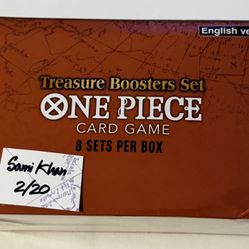 English ve
Treasure Boosters Set
ONE PIECE
CARD GAME
8 SETS PER BOX
Sami Khan
2/20